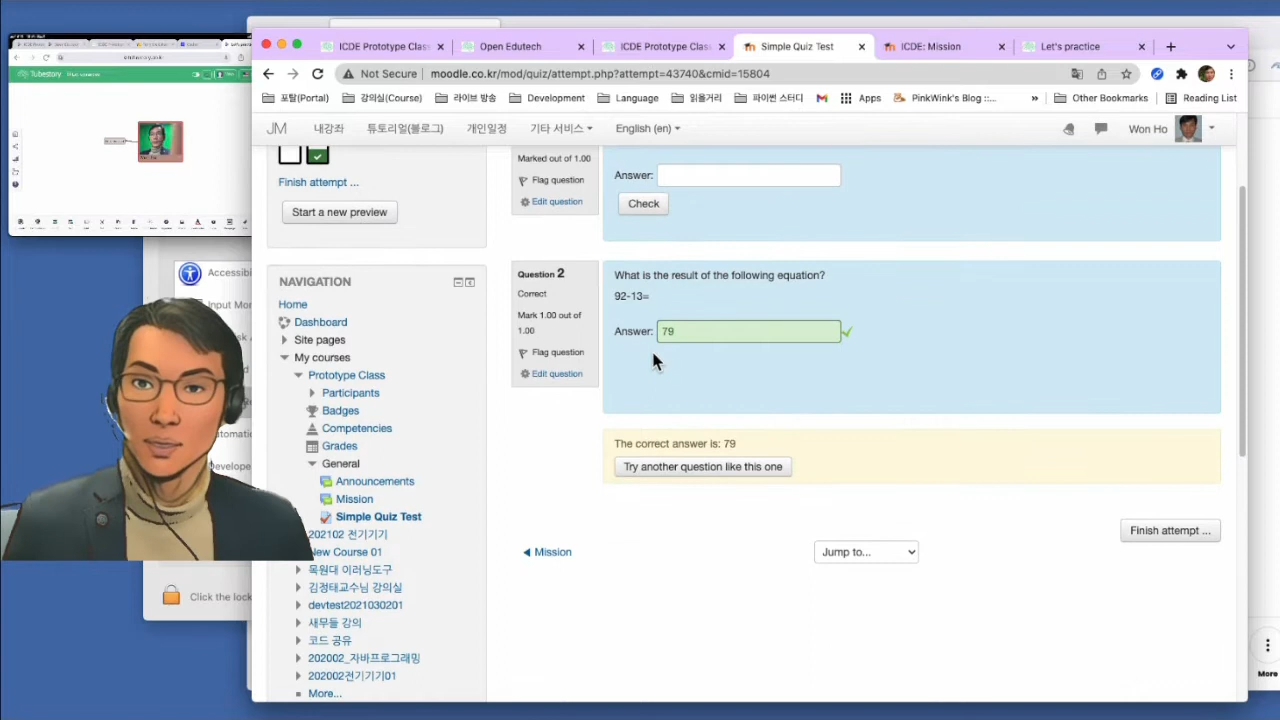 ICDE Prototype Class
Open Edutech
ICDE Prototype Class
Simple Quiz Test
ICDE: Mission
Let's practice
Not Secure
moodle.co.kr/mod/quiz/attempt.php?attempt=43740&cmid=15804
포탈(Portal)
강의실(Course)
라이브 방송
Development
Language
읽을거리
파이썬 스터디
Apps
PinkWink's Blog ::...
»
Other Bookmarks
Reading List
JM
내강좌
튜토리얼(블로그)
개인일정
기타 서비스
English (en)
Won Ho
Tubestory
Finish attempt ...
Start a new preview
Marked out of 1.00
Flag question
Edit question
Answer:
Check
NAVIGATION
Home
Dashboard
Site pages
My courses
Prototype Class
Participants
Badges
Competencies
Grades
General
Announcements
Mission
Simple Quiz Test
202102 전기기기
New Course 01
목원대 이러닝도구
김정태교수님 강의실
devtest2021030201
새무들 강의
코드 공유
202002_자바프로그래밍
202002전기기기01
More...
Question 2
Correct
Mark 1.00 out of
1.00
Flag question
Edit question
What is the result of the following equation?
92-13=
Answer: 79
The correct answer is: 79
Try another question like this one
Finish attempt ...
◀ Mission
Jump to...
Accessibi
Input Mon
Automatic
Develope
Click the lock
More